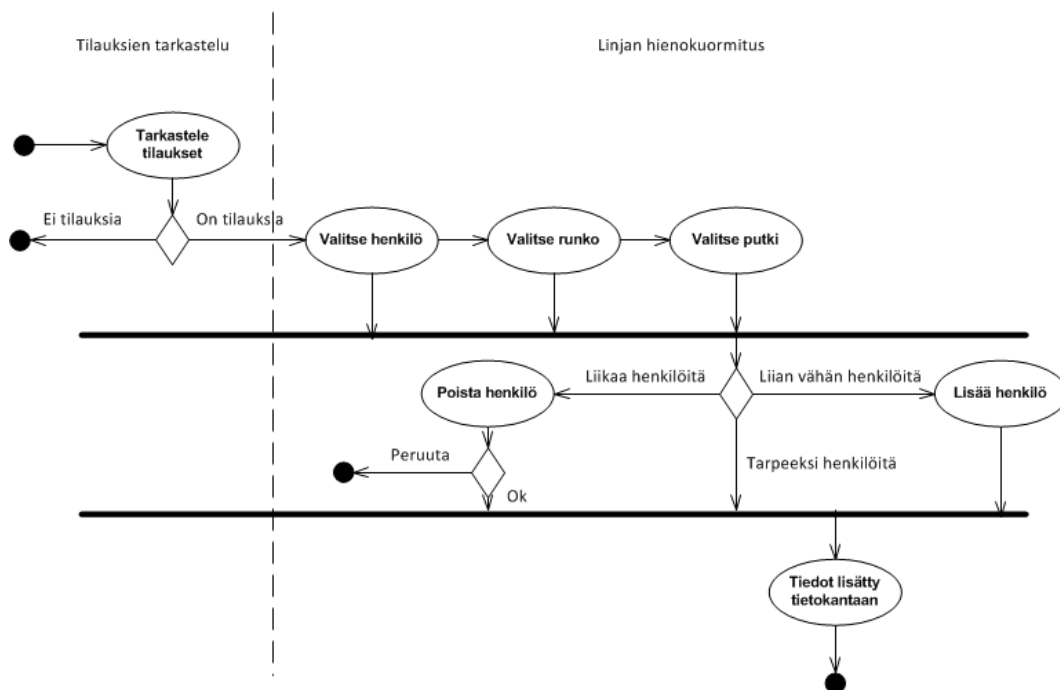 Tilauksien tarkastelu
Linjan hienokuormitus
Tarkastele
tilaukset
Ei tilauksia
On tilauksia
Valitse henkilö
Valitse runko
Valitse putki
Liikaa henkilöitä
Liian vähän henkilöitä
Poista henkilö
Lisää henkilö
Peruuta
Tarpeeksi henkilöitä
Ok
Tiedot lisätty
tietokantaan